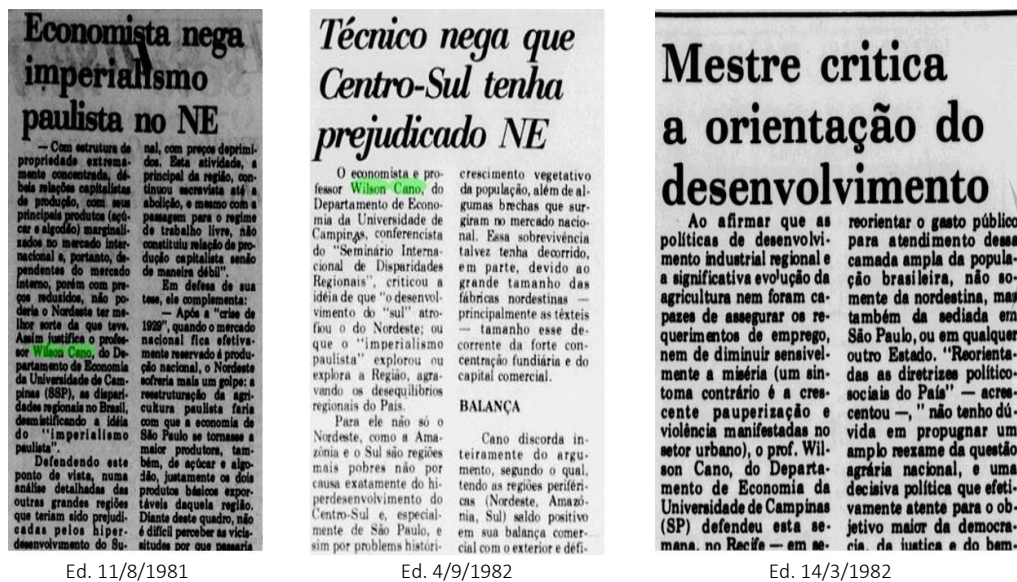 Economista nega
imperialismo
paulista no NE
— Com estrutura de
propriedade extrema-
mente concentrada, dé-
beis relações capitalistas
de produção, com seus
principais produtos (açú-
car e algodão) marginali-
zados no mercado inter-
nacional e, portanto, de-
pendentes do mercado
interno, porém com pre-
ços reduzidos, não po-
deria o Nordeste ter me-
lhor sorte da que teve.
Assim justifica o profes-
sor Wilson Cano, do De-
partamento de Economia
da Universidade de Cam-
pinas (SSP), as dispari-
dades regionais no Brasil,
desmistificando a idéia
do "imperialismo
paulista".
Defendendo este
ponto de vista, numa
análise detalhadas das
outras grandes regiões
que teriam sido prejudi-
cadas pelos hiper-
desenvolvimento do Su-
nal, com preços deprimi-
dos. Esta atividade, a
principal da região, con-
tinuou escravista até a
abolição, e mesmo com a
passagem para o regime
de trabalho livre, não
constituiu relação de pro-
dução capitalista senão
de maneira débil".
Em defesa de sua
tese, ele complementa:
— Após a "crise de
1929", quando o mercado
nacional fica efetiva-
mente reservado à produ-
ção nacional, o Nordeste
sofreria mais um golpe: a
reestruturação da agri-
cultura paulista faria
com que a economia de
São Paulo se tornasse a
maior produtora, tam-
bém, de açúcar e algo-
dão, justamente os dois
produtos básicos expor-
táveis daquela região.
Diante deste quadro, não
é difícil perceber as vicis-
situdes por que passaria
Ed. 11/8/1981
Técnico nega que
Centro-Sul tenha
prejudicado NE
O economista e pro-
fessor Wilson Cano, do
Departamento de Econo-
mia da Universidade de
Campinas, conferencista
do "Seminário Interna-
cional de Disparidades
Regionais", criticou a
idéia de que "o desenvol-
vimento do "sul" atro-
fiou o do Nordeste; ou
de que o "imperialismo
paulista" explorou ou
explora a Região, agra-
vando os desequilíbrios
regionais do País.
Para ele não só o
Nordeste, como a Ama-
zônia e o Sul são regiões
mais pobres não por
causa exatamente do hi-
perdesenvolvimento do
Centro-Sul e, especial-
mente de São Paulo, e
sim por problemas históri-
crescimento vegetativo
da população, além de al-
gumas brechas que sur-
giram no mercado nacio-
nal. Essa sobrevivência
talvez tenha decorrido,
em parte, devido ao
grande tamanho das
fábricas nordestinas —
principalmente as têxteis
— tamanho esse de-
corrente da forte con-
centração fundiária e do
capital comercial.
BALANÇA
Cano discorda in-
teiramente do argu-
mento, segundo o qual,
tendo as regiões periféri-
cas (Nordeste, Amazô-
nia, Sul) saldo positivo
em sua balança comer-
cial com o exterior e défi-
Ed. 4/9/1982
Mestre critica
a orientação do
desenvolvimento
Ao afirmar que as
políticas de desenvolvi-
mento industrial regional e
a significativa evolução da
agricultura nem foram ca-
pazes de assegurar os re-
querimentos de emprego,
nem de diminuir sensivel-
mente a miséria (um sin-
toma contrário é a cres-
cente pauperização e
violência manifestadas no
setor urbano), o prof. Wil-
son Cano, do Departa-
mento de Economia da
Universidade de Campinas
(SP) defendeu esta se-
mana, no Recife — em se-
reorientar o gasto público
para atendimento dessa
camada ampla da popula-
ção brasileira, não so-
mente da nordestina, mas
também da sediada em
São Paulo, ou em qualquer
outro Estado. "Reorienta-
das as diretrizes político-
sociais do País" — acres-
centou —, " não tenho dú-
vida em propugnar um
amplo reexame da questão
agrária nacional, e uma
decisiva política que efeti-
vamente atente para o ob-
jetivo maior da democra-
cia, da justiça e do bem-
Ed. 14/3/1982